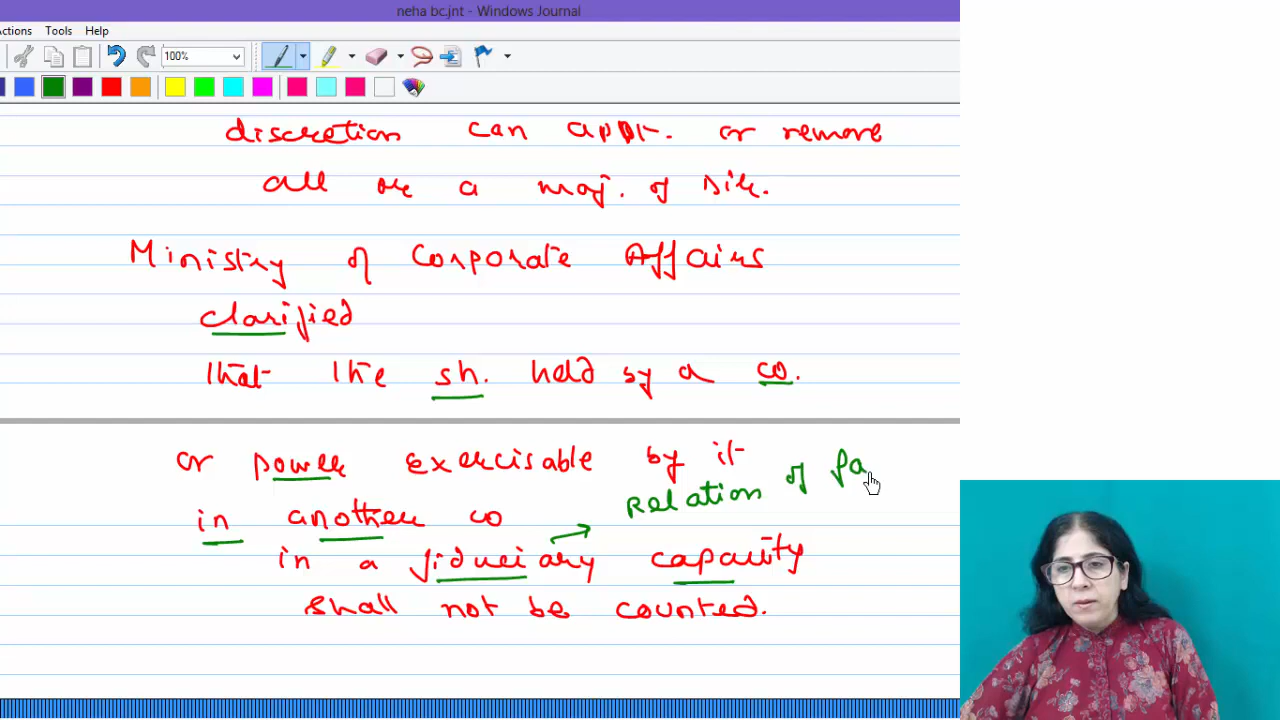 neha bc.jnt - Windows Journal
ctions Tools Help
100%
discretion can appt. or remove
all or a maj. of Dir.
Ministry of Corporate Affairs
clarified
that the sh. held by a co.
or power exercisable by it
Relation of fa
in another co
in a fiduciary capacity
shall not be counted.